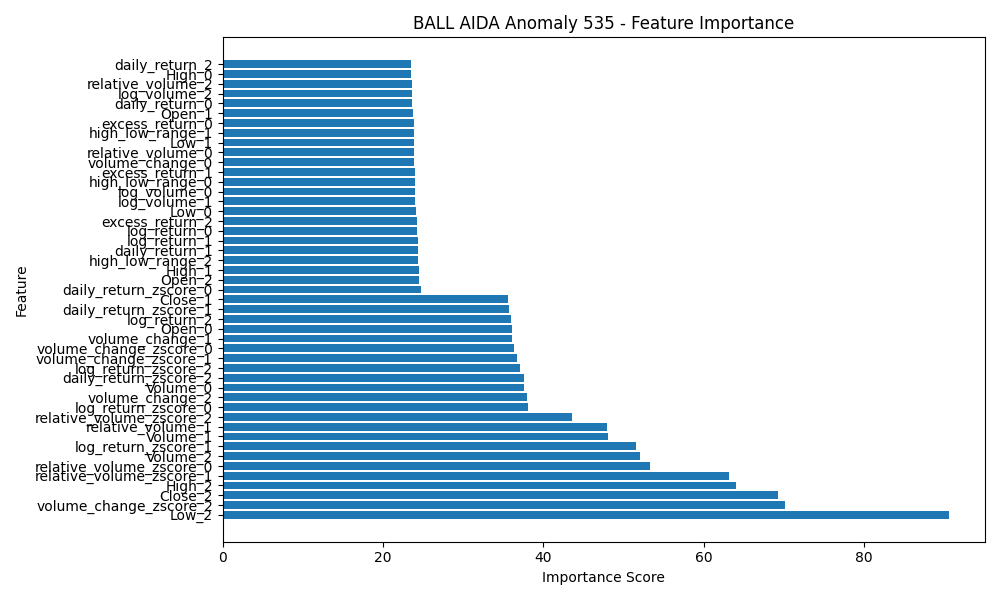 BALL AIDA Anomaly 535 - Feature Importance
daily_return_2
High_0
relative_volume_2
log_volume_2
daily_return_0
Open_1
excess_return_0
high_low_range_1
Low_1
relative_volume_0
volume_change_0
excess_return_1
high_low_range_0
log_volume_0
log_volume_1
Low_0
excess_return_2
log_return_0
log_return_1
daily_return_1
high_low_range_2
High_1
Open_2
daily_return_zscore_0
Close_1
daily_return_zscore_1
log_return_2
Open_0
volume_change_1
volume_change_zscore_0
volume_change_zscore_1
log_return_zscore_2
daily_return_zscore_2
Volume_0
volume_change_2
log_return_zscore_0
relative_volume_zscore_2
relative_volume_1
Volume_1
log_return_zscore_1
Volume_2
relative_volume_zscore_0
relative_volume_zscore_1
High_2
Close_2
volume_change_zscore_2
Low_2
Feature
0 20 40 60 80
Importance Score